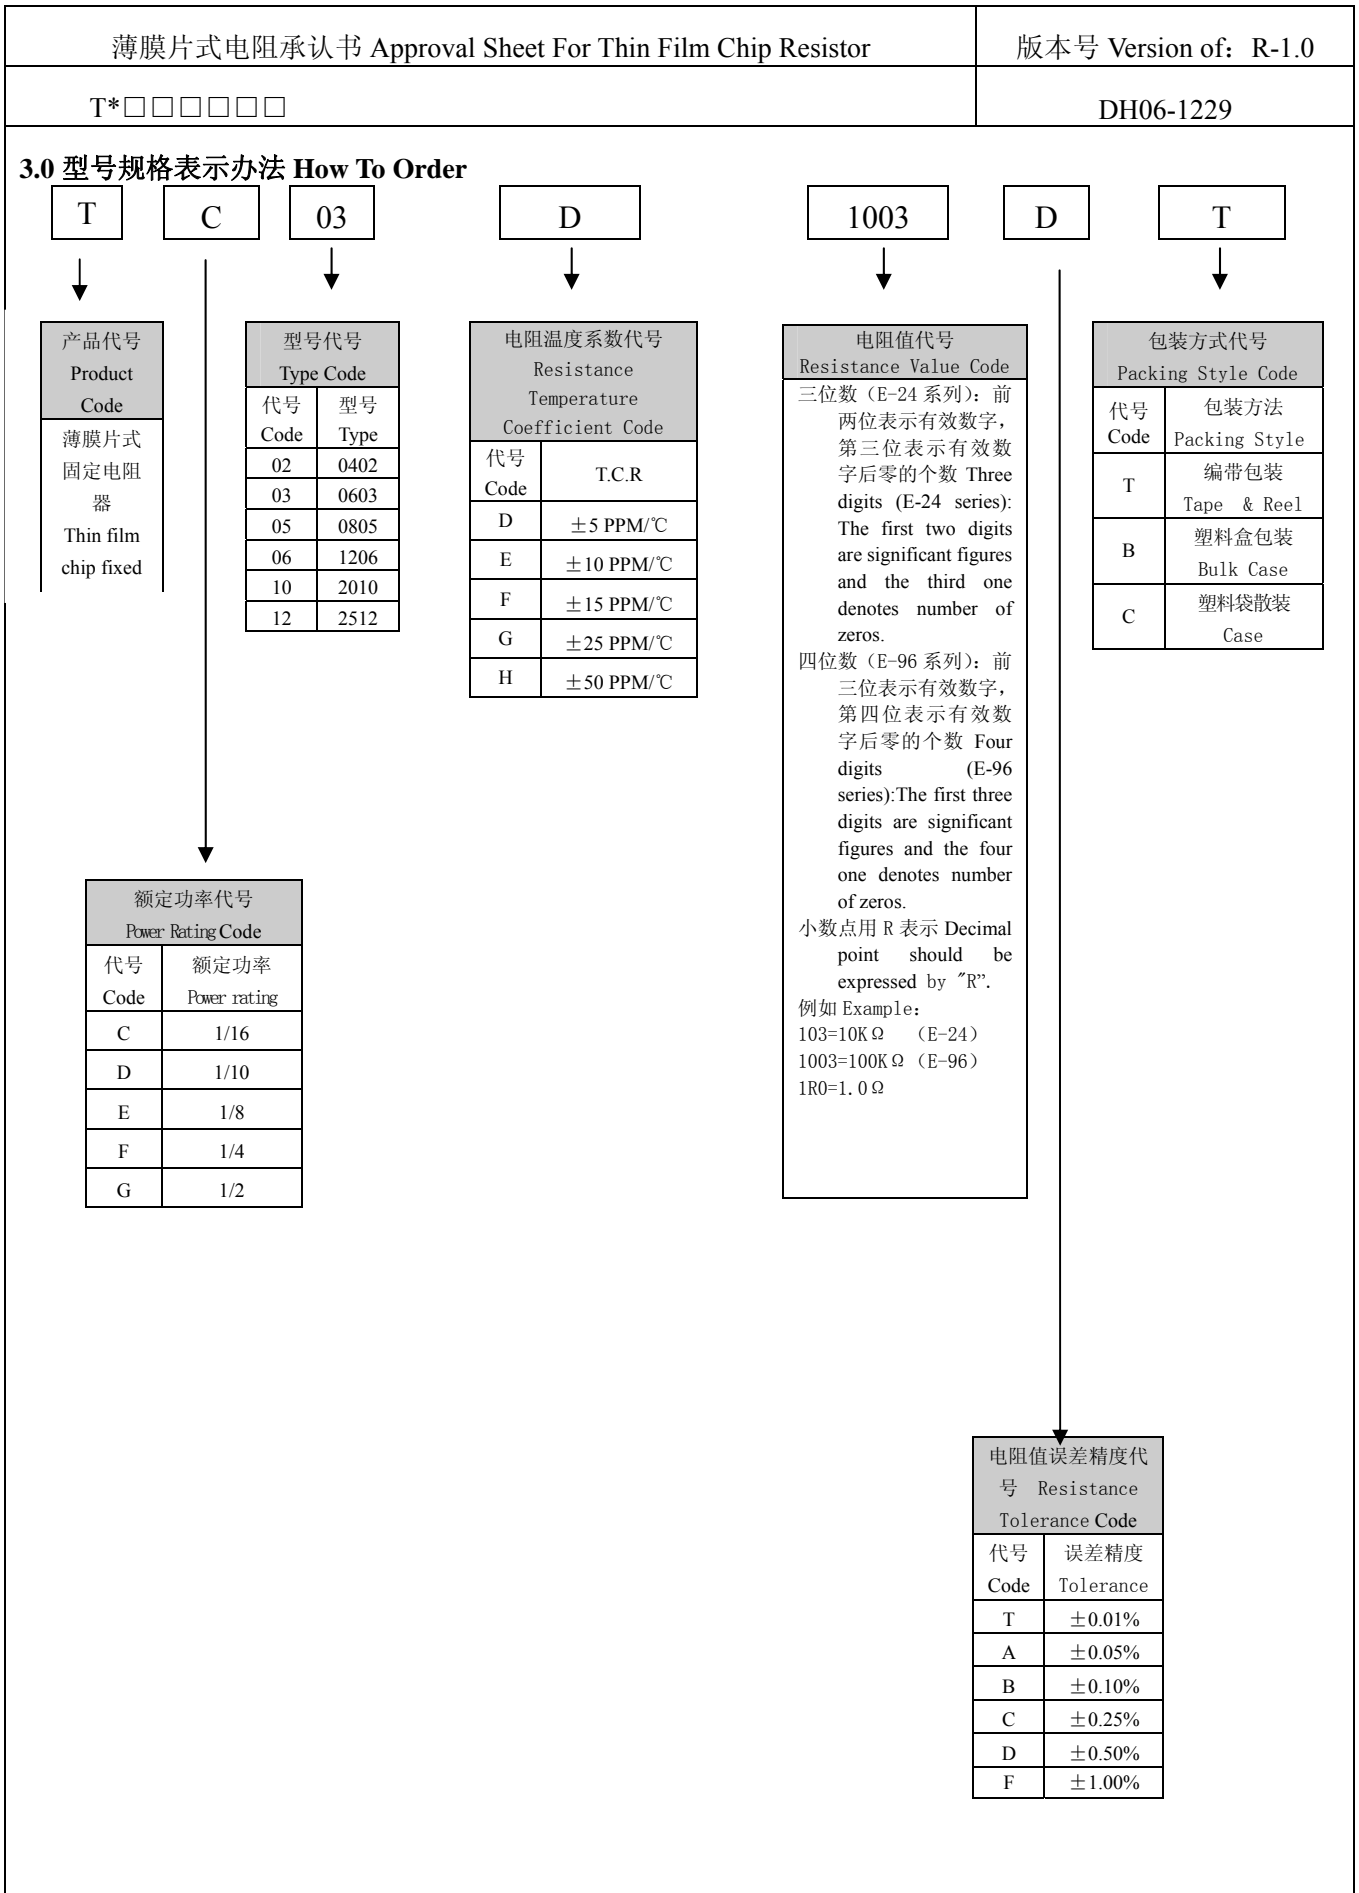 薄膜片式电阻承认书 Approval Sheet For Thin Film Chip Resistor
版本号 Version of: R-1.0
T*□□□□□□
DH06-1229
3.0 型号规格表示办法 How To Order
T
C
03
D
1003
D
T
产品代号
Product
Code
薄膜片式
固定电阻
器
Thin film
chip fixed
型号代号
Type Code
代号 型号
Code Type
02 0402
03 0603
05 0805
06 1206
10 2010
12 2512
电阻温度系数代号
Resistance
Temperature
Coefficient Code
代号
Code
T.C.R
D ±5 PPM/℃
E ±10 PPM/℃
F ±15 PPM/℃
G ±25 PPM/℃
H ±50 PPM/℃
电阻值代号
Resistance Value Code
三位数（E-24 系列）：前
两位表示有效数字，
第三位表示有效数
字后零的个数 Three
digits (E-24 series):
The first two digits
are significant figures
and the third one
denotes number of
zeros.
四位数（E-96 系列）：前
三位表示有效数字，
第四位表示有效数
字后零的个数 Four
digits (E-96
series):The first three
digits are significant
figures and the four
one denotes number
of zeros.
小数点用 R 表示 Decimal
point should be
expressed by "R”.
例如 Example：
103=10KΩ （E-24）
1003=100KΩ（E-96）
1R0=1.0Ω
包装方式代号
Packing Style Code
代号 包装方法
Code Packing Style
T 编带包装
Tape & Reel
B 塑料盒包装
Bulk Case
C 塑料袋散装
Case
额定功率代号
Power Rating Code
代号 额定功率
Code Power rating
C 1/16
D 1/10
E 1/8
F 1/4
G 1/2
电阻值误差精度代
号 Resistance
Tolerance Code
代号 误差精度
Code Tolerance
T ±0.01%
A ±0.05%
B ±0.10%
C ±0.25%
D ±0.50%
F ±1.00%